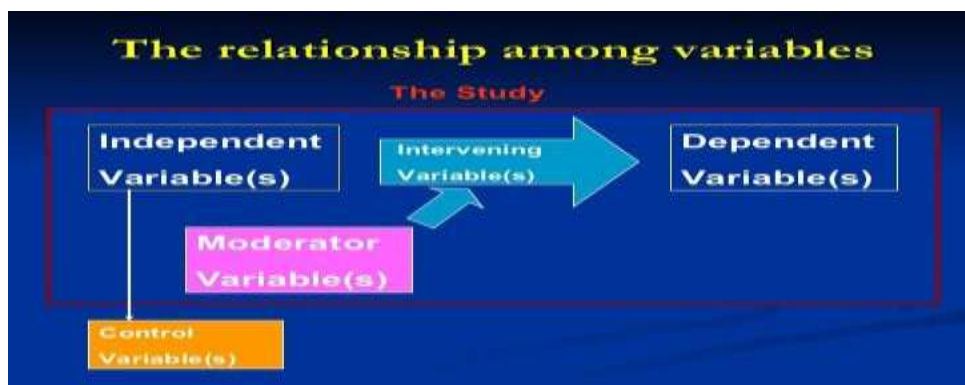 The relationship among variables
The Study
Independent
Variable(s)
Intervening
Variable(s)
Dependent
Variable(s)
Moderator
Variable(s)
Control
Variable(s)